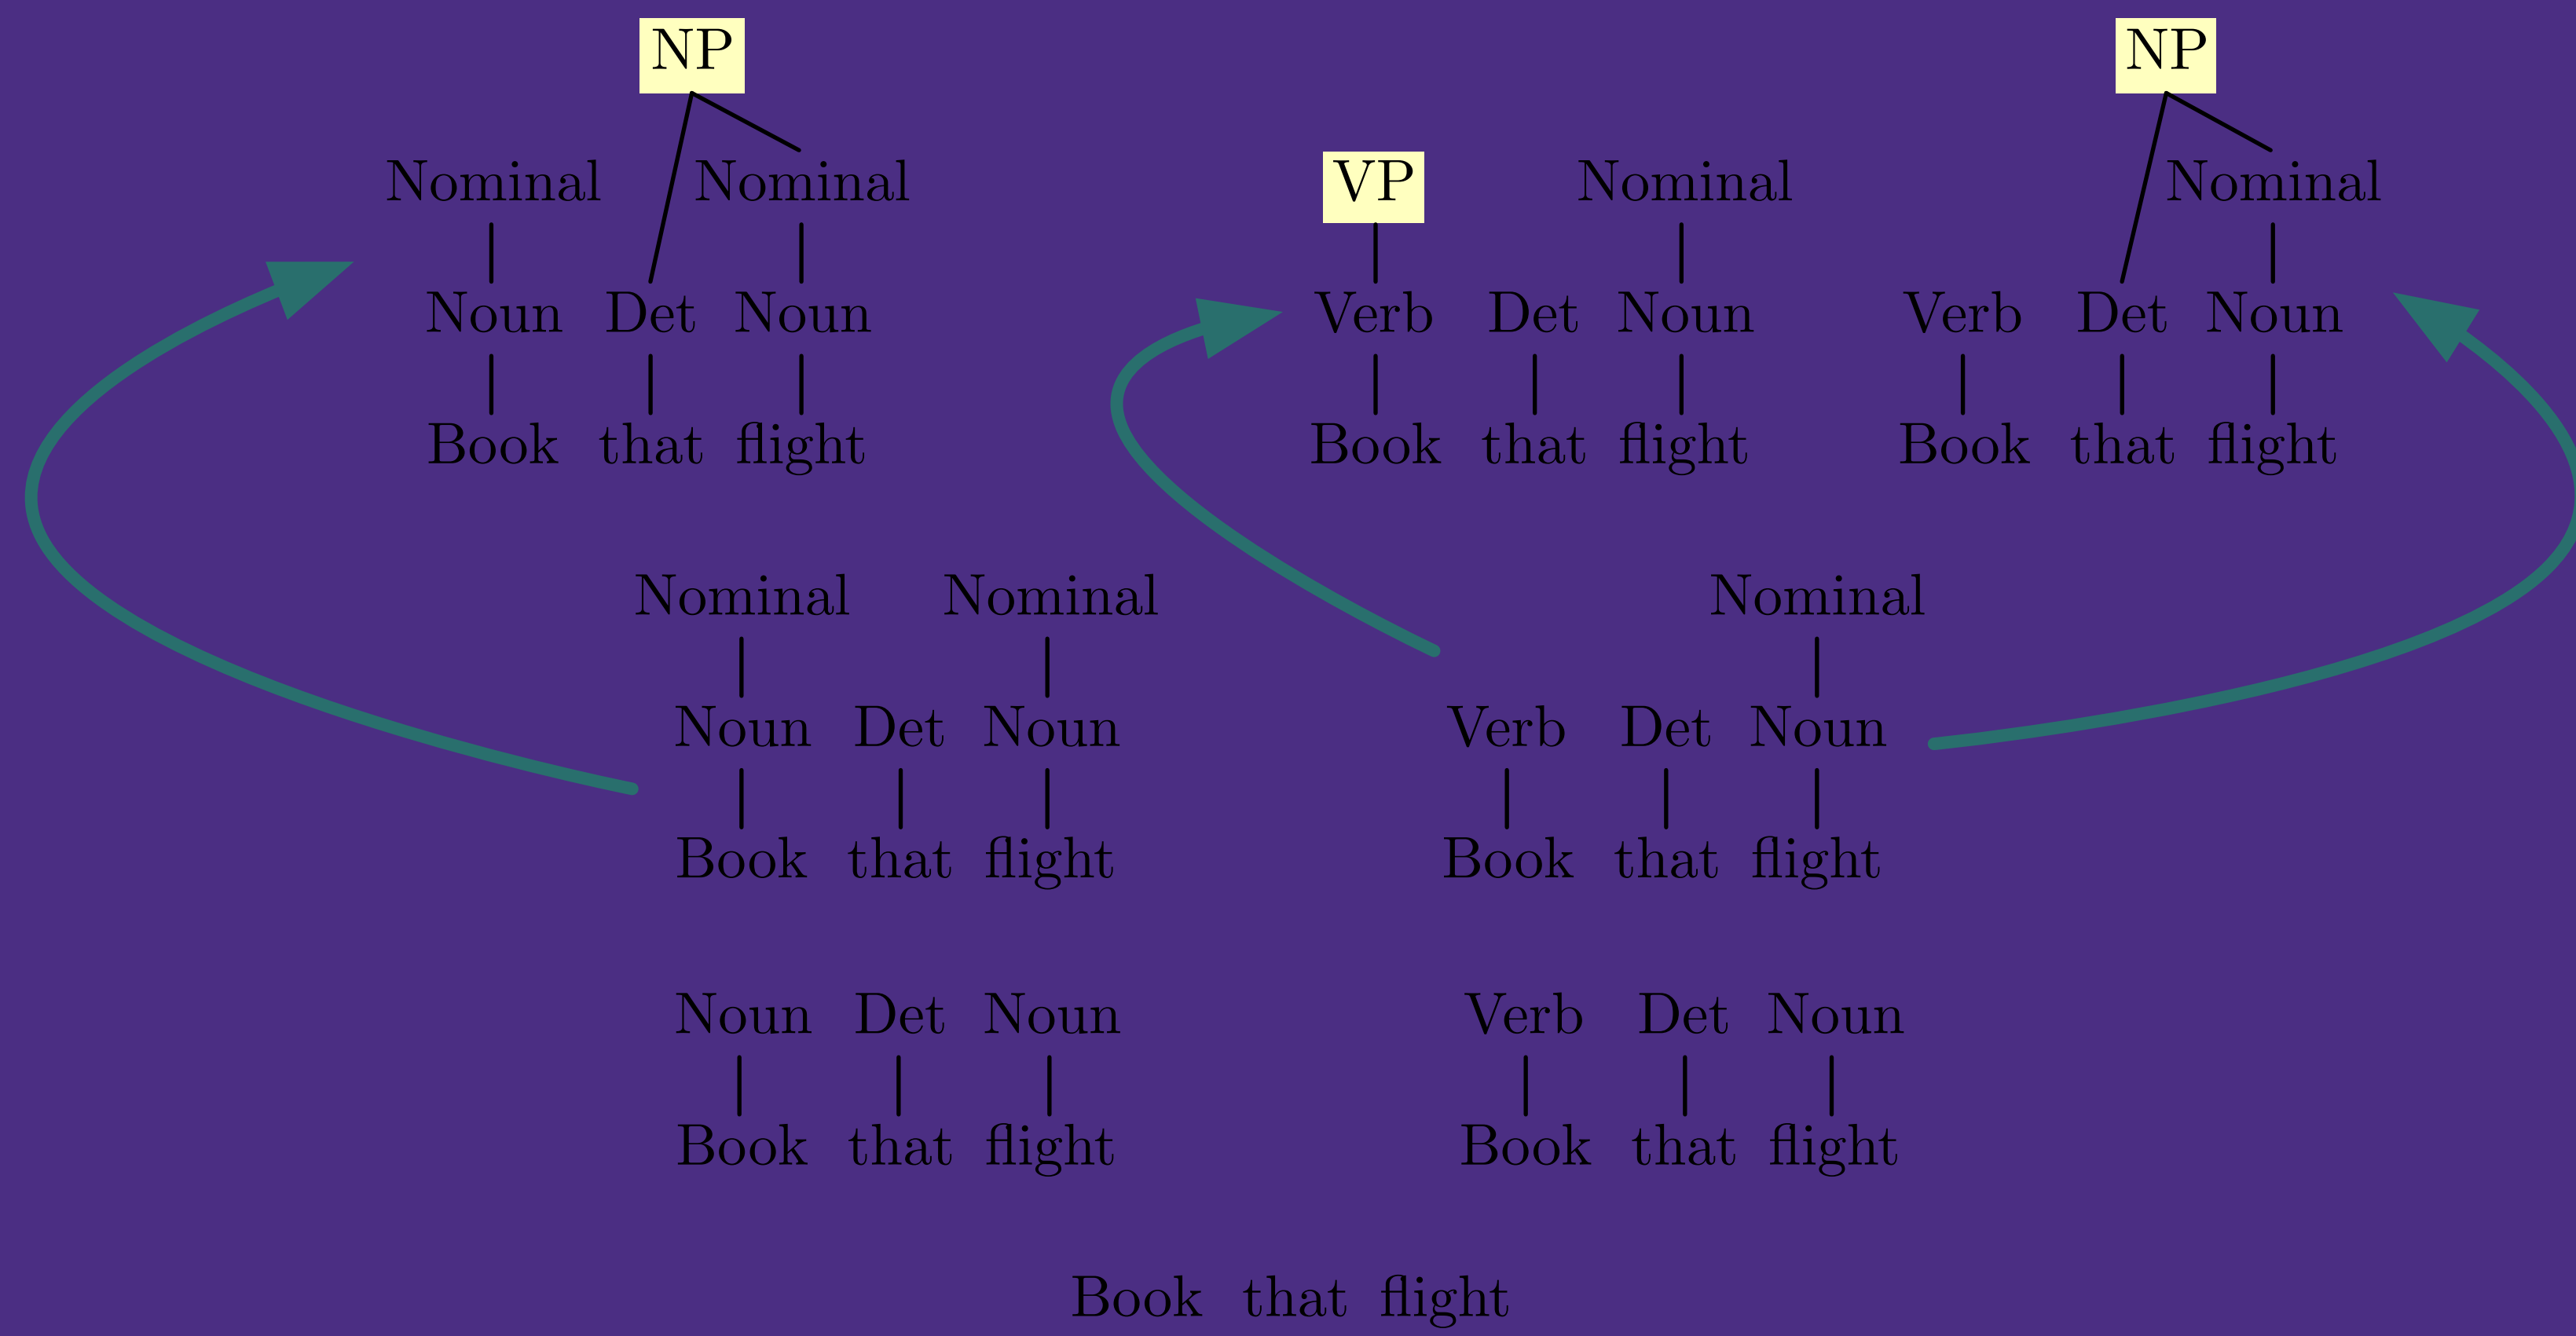 NP NP
Nominal Nominal VP Nominal Nominal
Noun Det Noun Verb Det Noun Verb Det Noun
Book that flight Book that flight Book that flight
Nominal Nominal Nominal
Noun Det Noun Verb Det Noun
Book that flight Book that flight
Noun Det Noun Verb Det Noun
Book that flight Book that flight
Book that flight